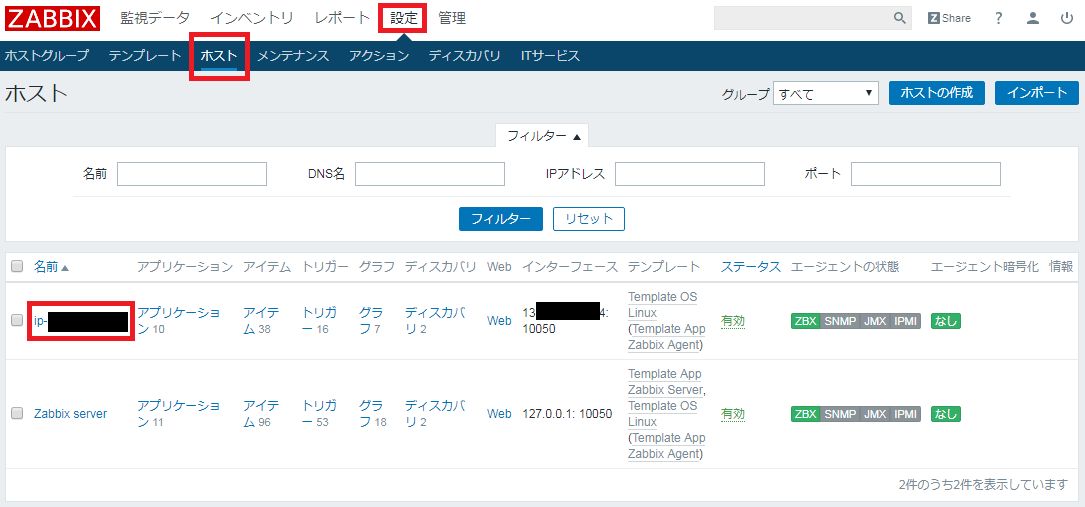 ZABBIX 監視データ インベントリ レポート 設定 管理 Share ?
ホストグループ テンプレート ホスト メンテナンス アクション ディスカバリ ITサービス
ホスト グループ すべて ホストの作成 インポート
フィルター
名前 DNS名 IPアドレス ポート
フィルター リセット
名前 アプリケーション アイテム トリガー グラフ ディスカバリ Web インターフェース テンプレート ステータス エージェントの状態 エージェント暗号化 情報
ip-
アプリケーショ
ン 10
アイテ
ム 38
トリガ
ー 16
グラ
フ 7
ディスカバ
リ 2
Web
13 4:
10050
Template OS
Linux
(Template App
Zabbix Agent)
有効
ZBX SNMP JMX IPMI
なし
Zabbix server
アプリケーショ
ン 11
アイテ
ム 96
トリガ
ー 53
グラ
フ 18
ディスカバ
リ 2
Web
127.0.0.1: 10050
Template App
Zabbix Server,
Template OS
Linux
(Template App
Zabbix Agent)
有効
ZBX SNMP JMX IPMI
なし
2件のうち2件を表示しています